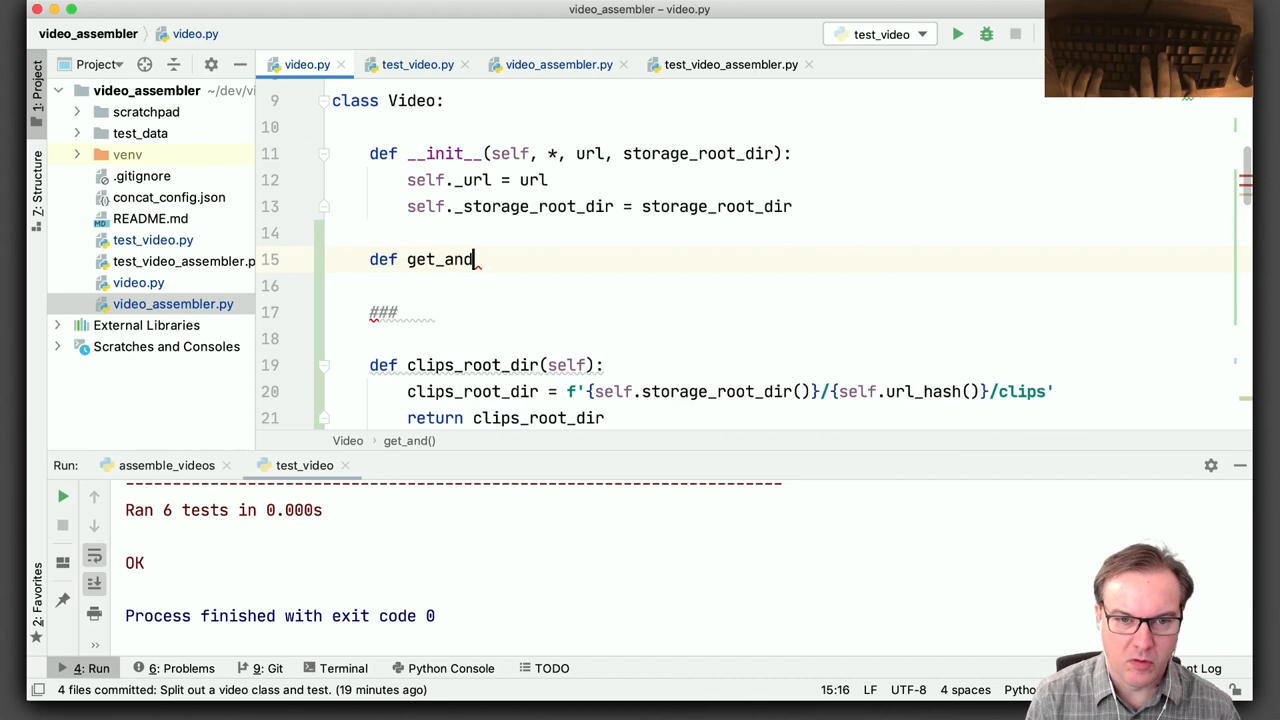 video_assembler – video.py
video_assembler
video.py
test_video
Project
video.py
test_video.py
video_assembler.py
test_video_assembler.py
1: Project
Z: Structure
2: Favorites
video_assembler ~/dev/vi
scratchpad
test_data
venv
.gitignore
concat_config.json
README.md
test_video.py
test_video_assembler.p
video.py
video_assembler.py
External Libraries
Scratches and Consoles
9 class Video:
10
11 def __init__(self, *, url, storage_root_dir):
12 self._url = url
13 self._storage_root_dir = storage_root_dir
14
15 def get_and
16
17 ###
18
19 def clips_root_dir(self):
20 clips_root_dir = f'{self.storage_root_dir()}/{self.url_hash()}/clips'
21 return clips_root_dir
Video > get_and()
Run: assemble_videos test_video
----------------------------------------------------------------------
Ran 6 tests in 0.000s
OK
Process finished with exit code 0
4: Run 6: Problems 9: Git Terminal Python Console TODO nt Log
4 files committed: Split out a video class and test. (19 minutes ago) 15:16 LF UTF-8 4 spaces Pytho